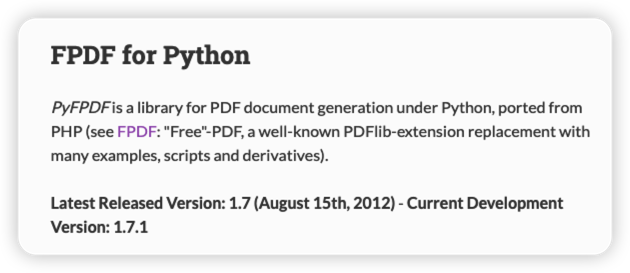 FPDF for Python
PyFPDF is a library for PDF document generation under Python, ported from
PHP (see FPDF: "Free"-PDF, a well-known PDFlib-extension replacement with
many examples, scripts and derivatives).
Latest Released Version: 1.7 (August 15th, 2012) - Current Development
Version: 1.7.1